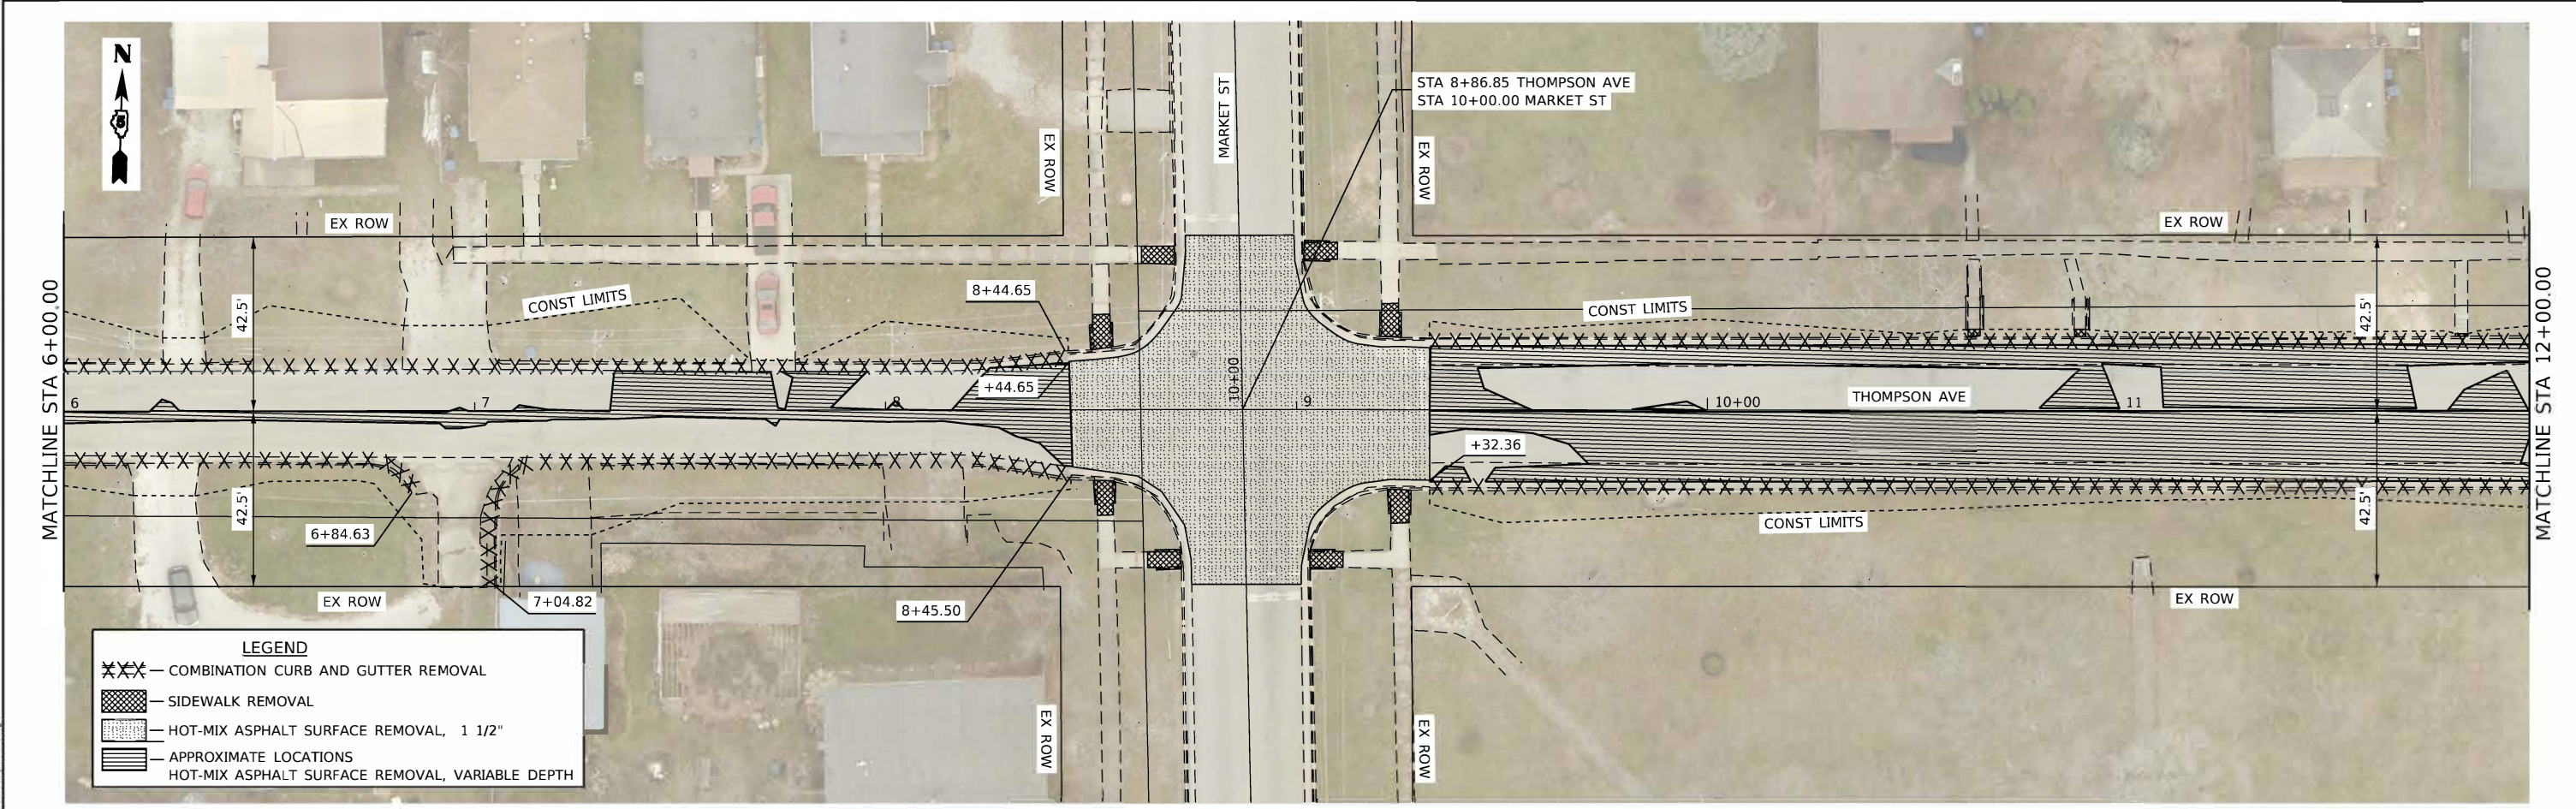 N
5
MARKET ST
STA 8+86.85 THOMPSON AVE
STA 10+00.00 MARKET ST
EX ROW
EX ROW
EX ROW
EX ROW
MATCHLINE STA 6+00.00
42.5'
CONST LIMITS
8+44.65
CONST LIMITS
42.5'
MATCHLINE STA 12+00.00
+44.65
10+00
6
7
8
9
10+00
THOMPSON AVE
11
+32.36
42.5'
6+84.63
CONST LIMITS
42.5'
EX ROW
7+04.82
8+45.50
EX ROW
EX ROW
EX ROW
LEGEND
COMBINATION CURB AND GUTTER REMOVAL
SIDEWALK REMOVAL
HOT-MIX ASPHALT SURFACE REMOVAL, 1 1/2"
APPROXIMATE LOCATIONS
HOT-MIX ASPHALT SURFACE REMOVAL, VARIABLE DEPTH